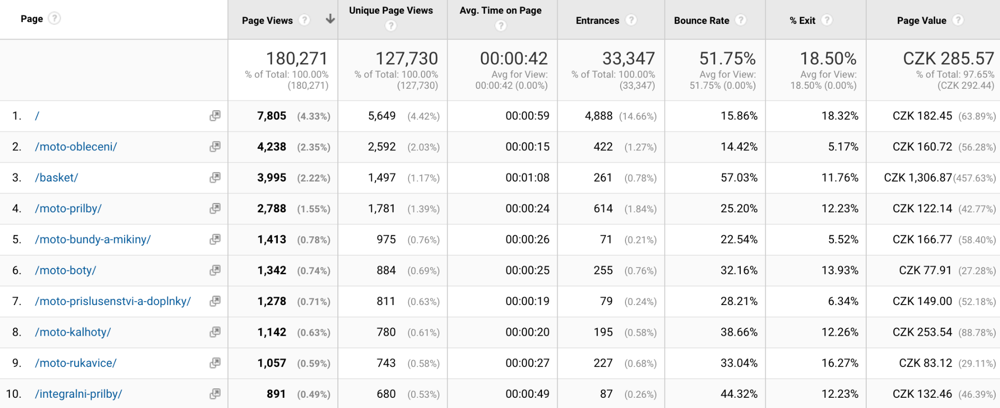 Page ? Page Views ? Unique Page Views ? Avg. Time on Page ? Entrances ? Bounce Rate ? % Exit ? Page Value ?
180,271 127,730 00:00:42 33,347 51.75% 18.50% CZK 285.57
% of Total: 100.00% % of Total: 100.00% Avg for View: % of Total: 100.00% Avg for View: Avg for View: % of Total: 97.65%
(180,271) (127,730) 00:00:42 (0.00%) (33,347) 51.75% (0.00%) 18.50% (0.00%) (CZK 292.44)
1. / 7,805 (4.33%) 5,649 (4.42%) 00:00:59 4,888 (14.66%) 15.86% 18.32% CZK 182.45 (63.89%)
2. /moto-obleceni/ 4,238 (2.35%) 2,592 (2.03%) 00:00:15 422 (1.27%) 14.42% 5.17% CZK 160.72 (56.28%)
3. /basket/ 3,995 (2.22%) 1,497 (1.17%) 00:01:08 261 (0.78%) 57.03% 11.76% CZK 1,306.87 (457.63%)
4. /moto-prilby/ 2,788 (1.55%) 1,781 (1.39%) 00:00:24 614 (1.84%) 25.20% 12.23% CZK 122.14 (42.77%)
5. /moto-bundy-a-mikiny/ 1,413 (0.78%) 975 (0.76%) 00:00:26 71 (0.21%) 22.54% 5.52% CZK 166.77 (58.40%)
6. /moto-boty/ 1,342 (0.74%) 884 (0.69%) 00:00:25 255 (0.76%) 32.16% 13.93% CZK 77.91 (27.28%)
7. /moto-prislusenstvi-a-doplnky/ 1,278 (0.71%) 811 (0.63%) 00:00:19 79 (0.24%) 28.21% 6.34% CZK 149.00 (52.18%)
8. /moto-kalhoty/ 1,142 (0.63%) 780 (0.61%) 00:00:20 195 (0.58%) 38.66% 12.26% CZK 253.54 (88.78%)
9. /moto-rukavice/ 1,057 (0.59%) 743 (0.58%) 00:00:27 227 (0.68%) 33.04% 16.27% CZK 83.12 (29.11%)
10. /integralni-prilby/ 891 (0.49%) 680 (0.53%) 00:00:49 87 (0.26%) 44.32% 12.23% CZK 132.46 (46.39%)